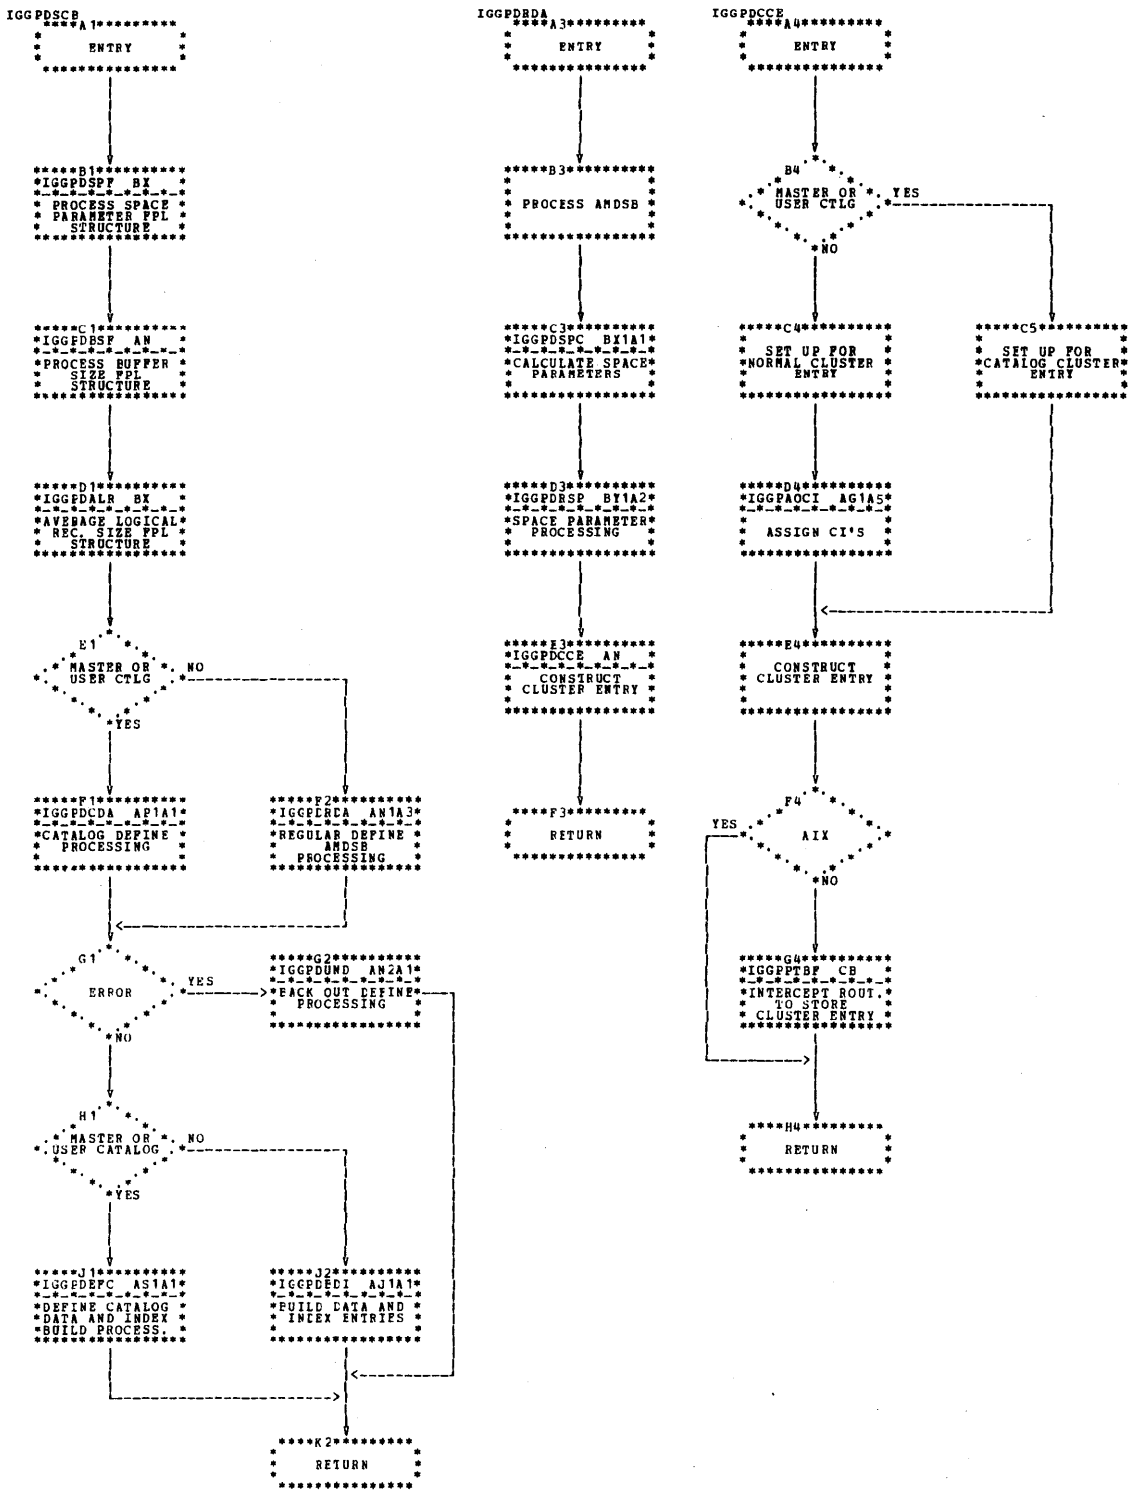 IGGPDSCB
A1
ENTRY
B1
IGGPDSPF BX
PROCESS SPACE
PARAMETER FPL
STRUCTURE
C1
IGGPDBSF AN
PROCESS BUFFER
SIZE FPL
STRUCTURE
D1
IGGPDALR BX
AVERAGE LOGICAL
REC. SIZE FPL
STRUCTURE
E1
MASTER OR
USER CTLG
NO
YES
F1
IGGPDCDA AP1A1
CATALOG DEFINE
PROCESSING
F2
IGGPDRDA AN1A3
REGULAR DEFINE
AMDSB
PROCESSING
G1
ERROR
YES
NO
G2
IGGPDUND AN2A1
BACK OUT DEFINE
PROCESSING
H1
MASTER OR
USER CATALOG
NO
YES
J1
IGGPDEFC AS1A1
DEFINE CATALOG
DATA AND INDEX
BUILD PROCESS.
J2
IGGPDEDI AJ1A1
BUILD DATA AND
INDEX ENTRIES
K2
RETURN
IGGPDRDA
A3
ENTRY
B3
PROCESS AMDSB
C3
IGGPDSPC BX1A1
CALCULATE SPACE
PARAMETERS
D3
IGGPDRSP BY1A2
SPACE PARAMETER
PROCESSING
E3
IGGPDCCE AN
CONSTRUCT
CLUSTER ENTRY
F3
RETURN
IGGPDCCE
A4
ENTRY
B4
MASTER OR
USER CTLG
YES
NO
C4
SET UP FOR
NORMAL CLUSTER
ENTRY
C5
SET UP FOR
CATALOG CLUSTER
ENTRY
D4
IGGPAOCI AG1A5
ASSIGN CI'S
E4
CONSTRUCT
CLUSTER ENTRY
F4
AIX
YES
NO
G4
IGGPPTBF CB
INTERCEPT ROUT.
TO STORE
CLUSTER ENTRY
H4
RETURN